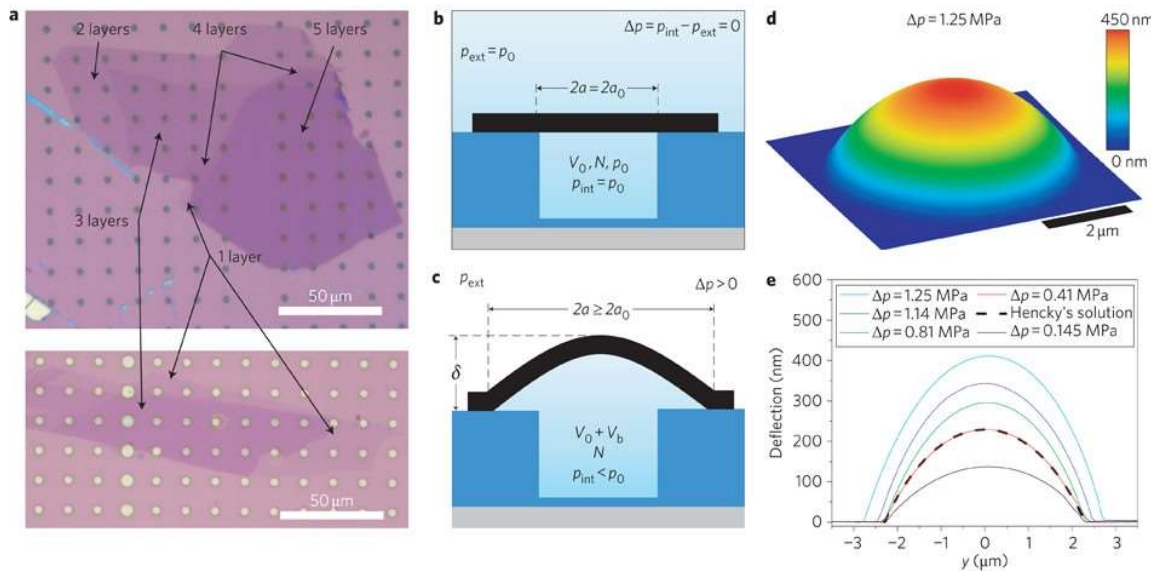 a
2 layers
4 layers
5 layers
3 layers
1 layer
50 μm
50 μm
b
Δp = p_int − p_ext = 0
p_ext = p_0
2a = 2a_0
V_0, N, p_0
p_int = p_0
c
p_ext
Δp > 0
2a ≥ 2a_0
δ
V_0 + V_b
N
p_int < p_0
d
Δp = 1.25 MPa
450 nm
0 nm
2 μm
e
600
500
400
300
200
100
0
Deflection (nm)
Δp = 1.25 MPa
Δp = 1.14 MPa
Δp = 0.81 MPa
Δp = 0.41 MPa
Hencky's solution
Δp = 0.145 MPa
−3 −2 −1 0 1 2 3
y (μm)